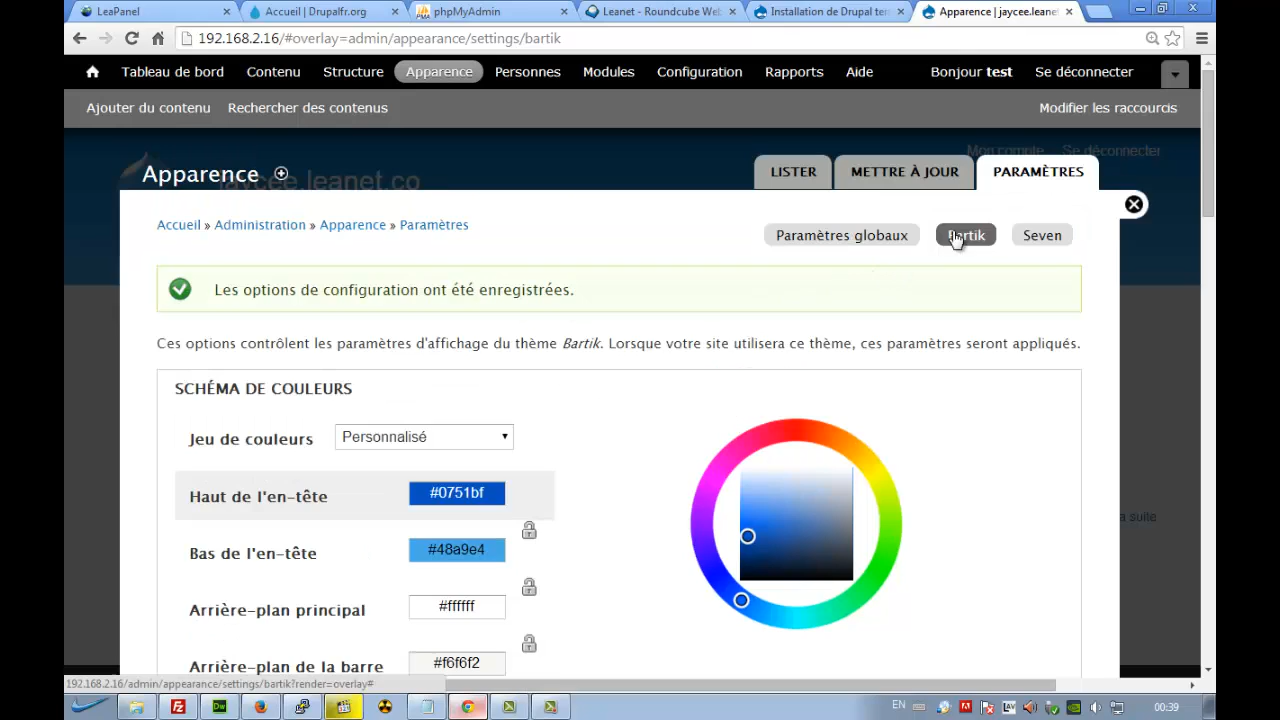 LeaPanel
Accueil | Drupalfr.org
phpMyAdmin
Leanet - Roundcube Web
Installation de Drupal ten
Apparence | jaycee.leanet
192.168.2.16/#overlay=admin/appearance/settings/bartik
Tableau de bord Contenu Structure Apparence Personnes Modules Configuration Rapports Aide Bonjour test Se déconnecter
Ajouter du contenu Rechercher des contenus Modifier les raccourcis
Mon compte Se déconnecter
jaycee.leanet.co
Apparence LISTER METTRE À JOUR PARAMÈTRES
Accueil » Administration » Apparence » Paramètres
Paramètres globaux Bartik Seven
Les options de configuration ont été enregistrées.
Ces options contrôlent les paramètres d'affichage du thème Bartik. Lorsque votre site utilisera ce thème, ces paramètres seront appliqués.
SCHÉMA DE COULEURS
Jeu de couleurs Personnalisé
Haut de l'en-tête #0751bf
Bas de l'en-tête #48a9e4
a suite
Arrière-plan principal #ffffff
Arrière-plan de la barre #f6f6f2
192.168.2.16/admin/appearance/settings/bartik?render=overlay#
EN 00:39